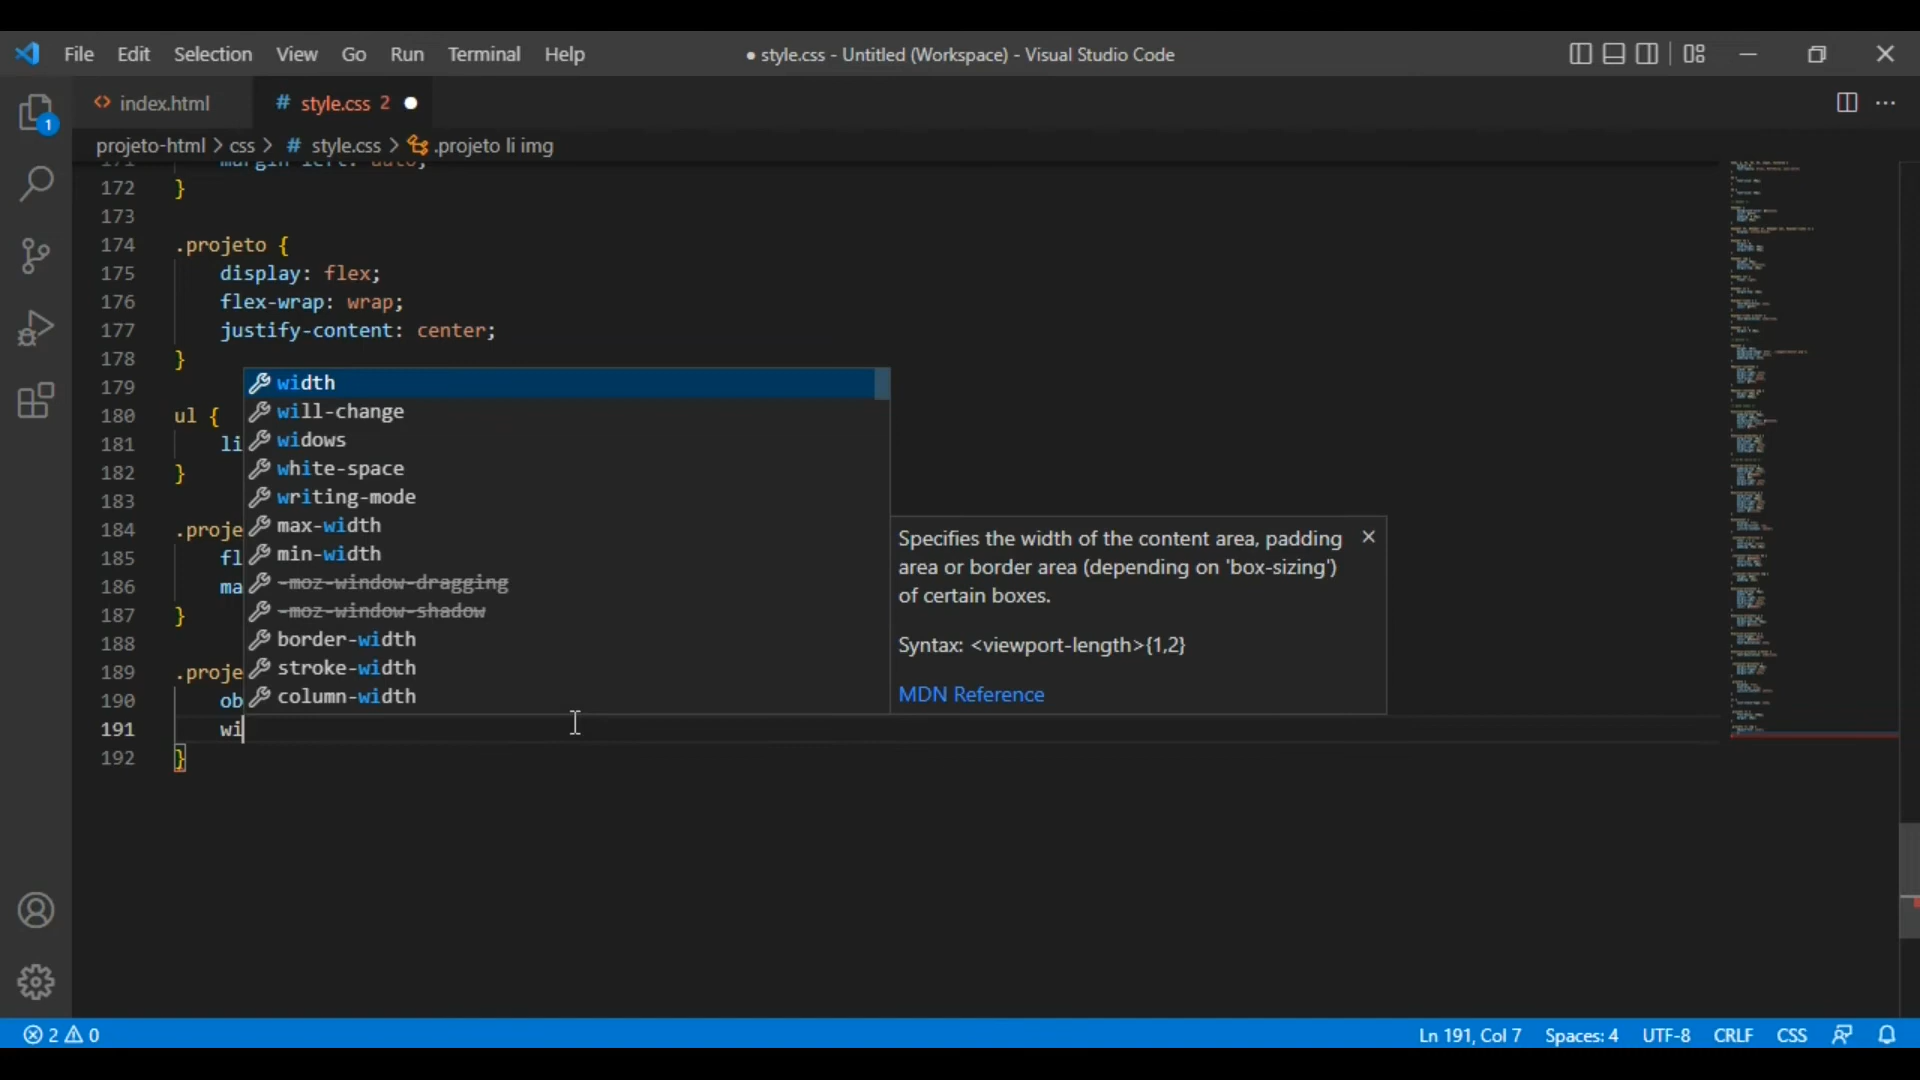 File Edit Selection View Go Run Terminal Help ● style.css - Untitled (Workspace) - Visual Studio Code
index.html # style.css 2 ●
projeto-html > css > # style.css > .projeto li img
171 margin-left: auto;
172 }
173
174 .projeto {
175 display: flex;
176 flex-wrap: wrap;
177 justify-content: center;
178 }
179
180 ul {
181 li
182 }
183
184 .proje
185 fl
186 ma
187 }
188
189 .proje
190 ob
191 wi
192 }
width
will-change
widows
white-space
writing-mode
max-width
min-width
-moz-window-dragging
-moz-window-shadow
border-width
stroke-width
column-width
Specifies the width of the content area, padding
area or border area (depending on 'box-sizing')
of certain boxes.
Syntax: <viewport-length>{1,2}
MDN Reference
1
2 0 Ln 191, Col 7 Spaces: 4 UTF-8 CRLF CSS